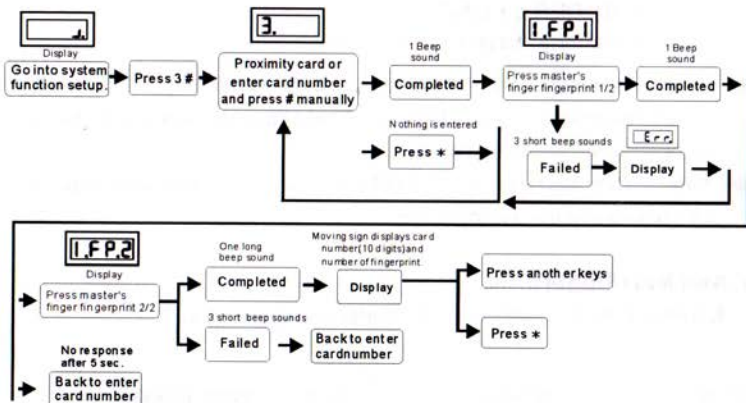 Display
Go into system
function setup.
Press 3 #
3.
Proximity card or
enter card number
and press # manually
1 Beep
sound
Completed
1.FP.1
Display
Press master's
finger fingerprint 1/2
1 Beep
sound
Completed
Nothing is entered
Press *
3 short beep sounds
Failed
Err.
Display
1.FP.2
Display
Press master's
finger fingerprint 2/2
One long
beep sound
Completed
Moving sign displays card
number(10 digits)and
number of fingerprint
Display
Press another keys
Press *
3 short beep sounds
Failed
Back to enter
cardnumber
No response
after 5 sec.
Back to enter
card number